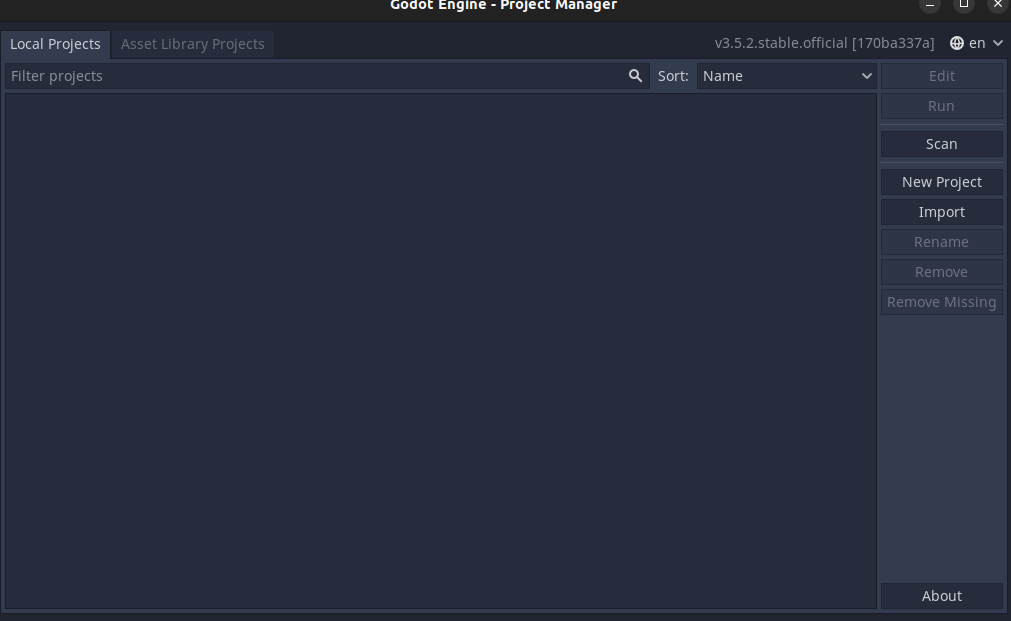 Godot Engine - Project Manager
Local Projects Asset Library Projects v3.5.2.stable.official [170ba337a] en
Filter projects Sort: Name Edit
Run
Scan
New Project
Import
Rename
Remove
Remove Missing
About